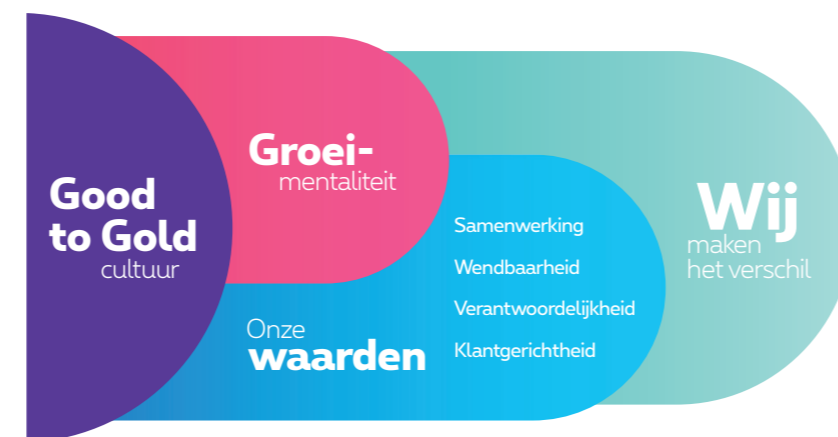 Good
to Gold
cultuur
Groei-
mentaliteit
Onze
waarden
Samenwerking
Wendbaarheid
Verantwoordelijkheid
Klantgerichtheid
Wij
maken
het verschil